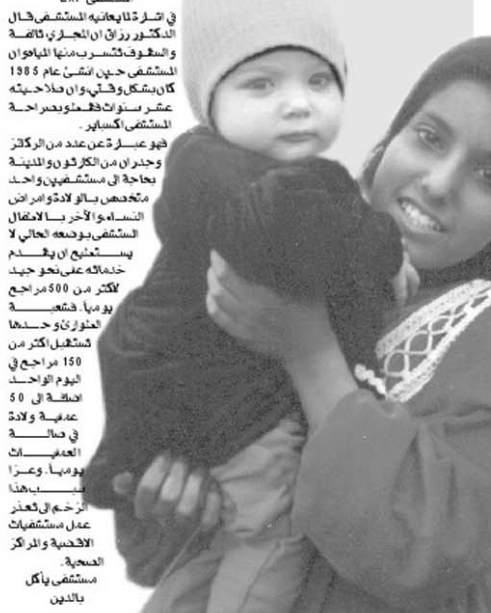 في اشارة لما يعانيه المستشفى قال
الدكتور رزاق ان المجاري تالفة
والسقوف تتسرب منها المياه وان
المستشفى حين انشئ عام 1985
كان بشكل وقتي وان صلاحيته
عشر سنوات فقط وبصراحة
المستشفى اكسباير.
فهو عبارة عن عدد من الركائز
وجدران من الكارتون والمدينة
بحاجة الى مستشفيين واحد
متخصص بالولادة وامراض
النساء والآخر بالاطفال
المستشفى بوضعه الحالي لا
يستطيع ان يقدم
خدماته على نحو جيد
لأكثر من 500 مراجع
يومياً. فشعبة
الطوارئ وحدها
تستقبل اكثر من
150 مراجع في
اليوم الواحد
اضافة الى 50
عملية ولادة
في صالة
العمليات
يومياً. وعزا
سبب هذا
الزخم الى تعذر
عمل مستشفيات
الاقضية والمراكز
الصحية.
مستشفى يأكل
بالدين